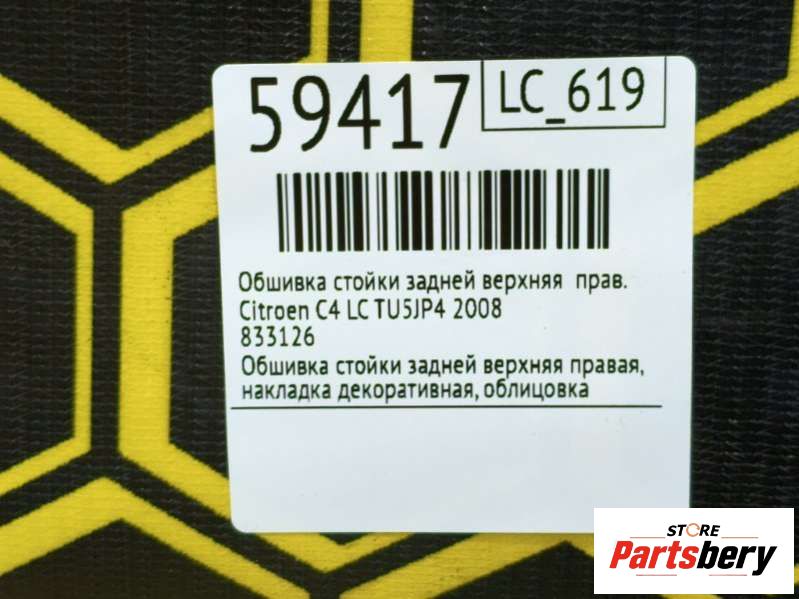 59417
LC_619
Обшивка стойки задней верхняя прав.
Citroen C4 LC TU5JP4 2008
833126
Обшивка стойки задней верхняя правая,
накладка декоративная, облицовка
STORE
Partsbery